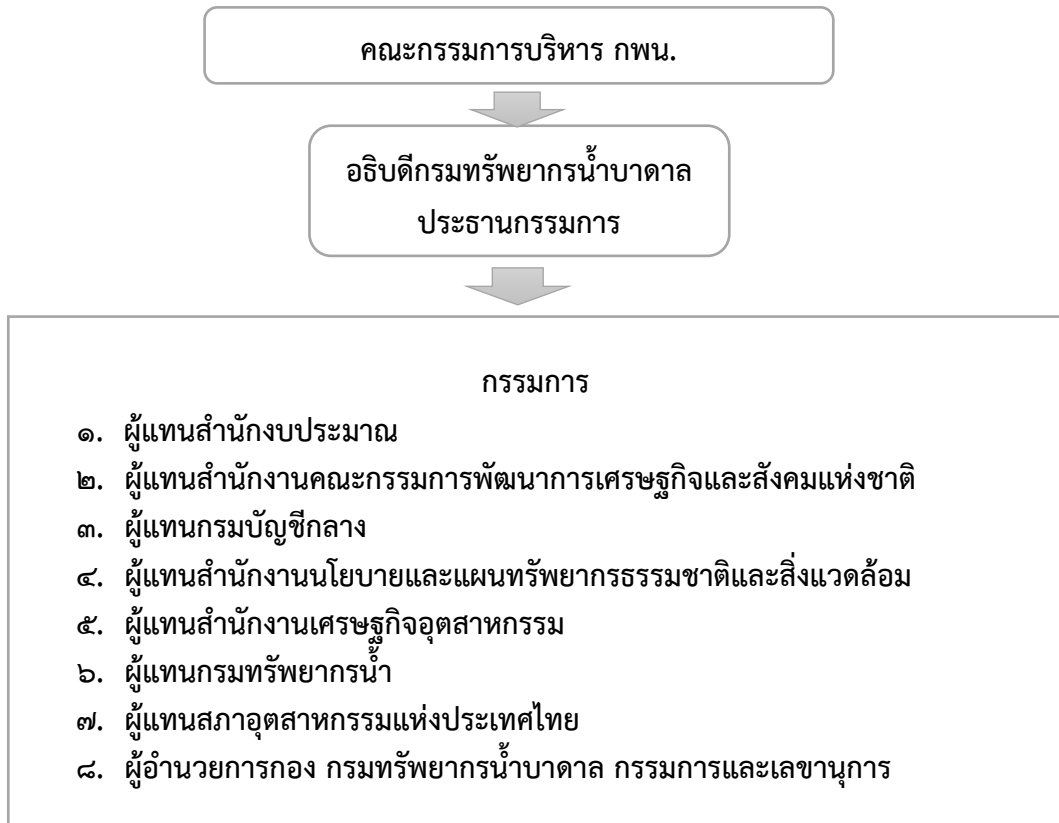 คณะกรรมการบริหาร กพน.
อธิบดีกรมทรัพยากรน้ำบาดาล
ประธานกรรมการ
กรรมการ
๑. ผู้แทนสำนักงบประมาณ
๒. ผู้แทนสำนักงานคณะกรรมการพัฒนาการเศรษฐกิจและสังคมแห่งชาติ
๓. ผู้แทนกรมบัญชีกลาง
๔. ผู้แทนสำนักงานนโยบายและแผนทรัพยากรธรรมชาติและสิ่งแวดล้อม
๕. ผู้แทนสำนักงานเศรษฐกิจอุตสาหกรรม
๖. ผู้แทนกรมทรัพยากรน้ำ
๗. ผู้แทนสภาอุตสาหกรรมแห่งประเทศไทย
๘. ผู้อำนวยการกอง กรมทรัพยากรน้ำบาดาล กรรมการและเลขานุการ